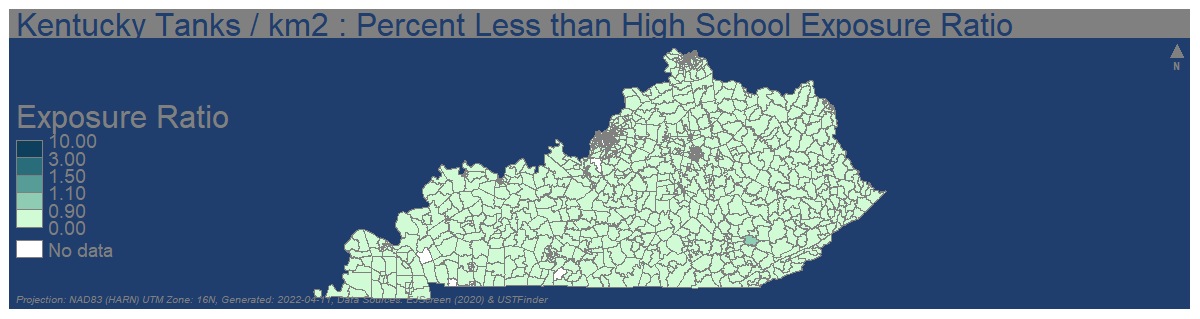 Kentucky Tanks / km2 : Percent Less than High School Exposure Ratio
N
Exposure Ratio
10.00
3.00
1.50
1.10
0.90
0.00
No data
Projection: NAD83 (HARN) UTM Zone: 16N, Generated: 2022-04-11, Data Sources: EJScreen (2020) & USTFinder